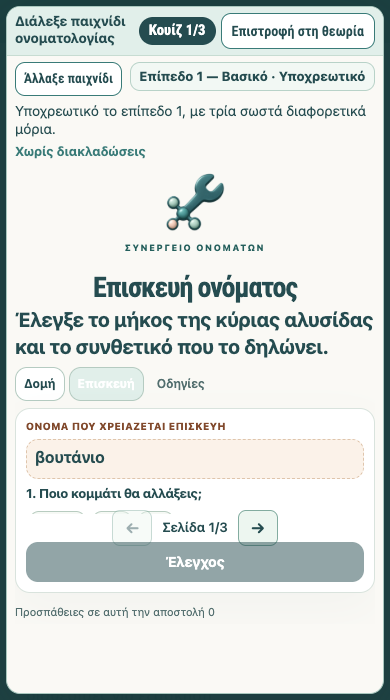 Διάλεξε παιχνίδι
ονοματολογίας
Κουίζ 1/3
Επιστροφή στη θεωρία
Άλλαξε παιχνίδι
Επίπεδο 1 — Βασικό · Υποχρεωτικό
Υποχρεωτικό το επίπεδο 1, με τρία σωστά διαφορετικά
μόρια.
Χωρίς διακλαδώσεις
ΣΥΝΕΡΓΕΙΟ ΟΝΟΜΑΤΩΝ
Επισκευή ονόματος
Έλεγξε το μήκος της κύριας αλυσίδας
και το συνθετικό που το δηλώνει.
Δομή
Επισκευή
Οδηγίες
ΟΝΟΜΑ ΠΟΥ ΧΡΕΙΑΖΕΤΑΙ ΕΠΙΣΚΕΥΗ
βουτάνιο
1. Ποιο κομμάτι θα αλλάξεις;
← Σελίδα 1/3 →
Έλεγχος
Προσπάθειες σε αυτή την αποστολή 0